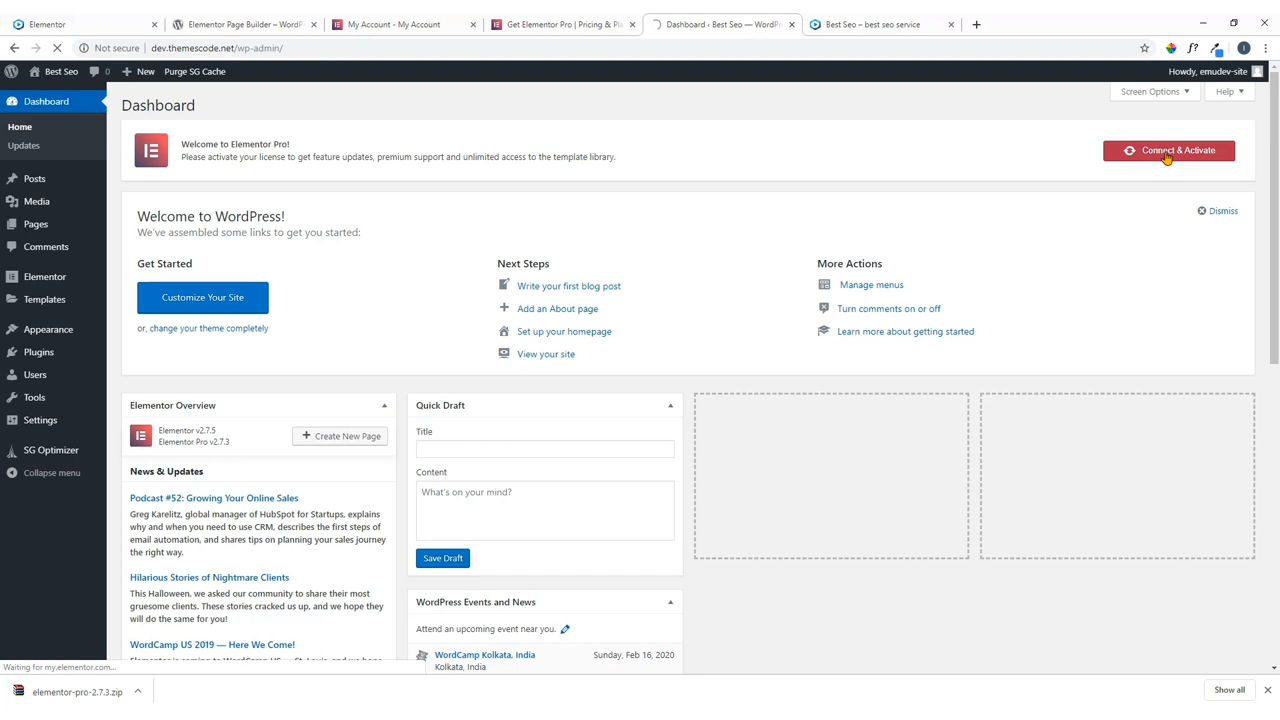 Elementor
Elementor Page Builder – WordP
My Account - My Account
Get Elementor Pro | Pricing & Pl
Dashboard ‹ Best Seo — WordPr
Best Seo – best seo service
Not secure | dev.themescode.net/wp-admin/
Best Seo 0 New Purge SG Cache
Howdy, emudev-site
Dashboard
Home
Updates
Posts
Media
Pages
Comments
Elementor
Templates
Appearance
Plugins
Users
Tools
Settings
SG Optimizer
Collapse menu
Screen Options
Help
Dashboard
Welcome to Elementor Pro!
Please activate your license to get feature updates, premium support and unlimited access to the template library.
Connect & Activate
Welcome to WordPress!
We've assembled some links to get you started:
Dismiss
Get Started
Customize Your Site
or, change your theme completely
Next Steps
Write your first blog post
Add an About page
Set up your homepage
View your site
More Actions
Manage menus
Turn comments on or off
Learn more about getting started
Elementor Overview
Elementor v2.7.5
Elementor Pro v2.7.3
Create New Page
News & Updates
Podcast #52: Growing Your Online Sales
Greg Karelitz, global manager of HubSpot for Startups, explains
why and when you need to use CRM, describes the first steps of
email automation, and shares tips on planning your sales journey
the right way.
Hilarious Stories of Nightmare Clients
This Halloween, we asked our community to share their most
gruesome clients. These stories cracked us up, and we hope they
will do the same for you!
WordCamp US 2019 — Here We Come!
Quick Draft
Title
Content
What's on your mind?
Save Draft
WordPress Events and News
Attend an upcoming event near you.
WordCamp Kolkata, India
Kolkata, India
Sunday, Feb 16, 2020
Waiting for my.elementor.com...
elementor-pro-2.7.3.zip
Show all